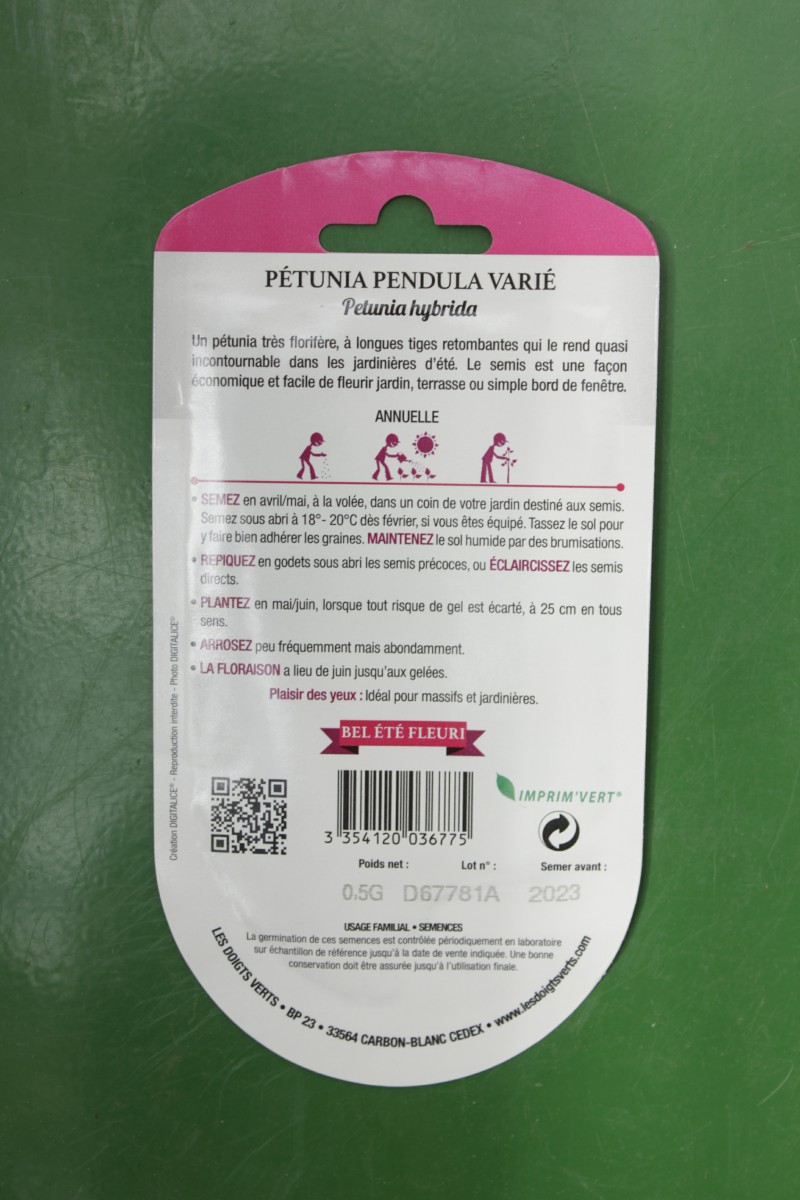 PÉTUNIA PENDULA VARIÉ
Petunia hybrida
Un pétunia très florifère, à longues tiges retombantes qui le rend quasi
incontournable dans les jardinières d'été. Le semis est une façon
économique et facile de fleurir jardin, terrasse ou simple bord de fenêtre.
ANNUELLE
• SEMEZ en avril/mai, à la volée, dans un coin de votre jardin destiné aux semis.
Semez sous abri à 18°- 20°C dès février, si vous êtes équipé. Tassez le sol pour
y faire bien adhérer les graines. MAINTENEZ le sol humide par des brumisations.
• REPIQUEZ en godets sous abri les semis précoces, ou ÉCLAIRCISSEZ les semis
directs.
• PLANTEZ en mai/juin, lorsque tout risque de gel est écarté, à 25 cm en tous
sens.
• ARROSEZ peu fréquemment mais abondamment.
• LA FLORAISON a lieu de juin jusqu'aux gelées.
Plaisir des yeux : Idéal pour massifs et jardinières.
BEL ÉTÉ FLEURI
Création DIGITALICE® - Reproduction interdite - Photo DIGITALICE®
IMPRIM'VERT®
3 354120 036775
Poids net : Lot n° : Semer avant :
0,5G D67781A 2023
USAGE FAMILIAL • SEMENCES
La germination de ces semences est contrôlée périodiquement en laboratoire
sur échantillon de référence jusqu'à la date de vente indiquée. Une bonne
conservation doit être assurée jusqu'à l'utilisation finale.
LES DOIGTS VERTS • BP 23 • 33564 CARBON-BLANC CEDEX • www.lesdoigtsverts.com